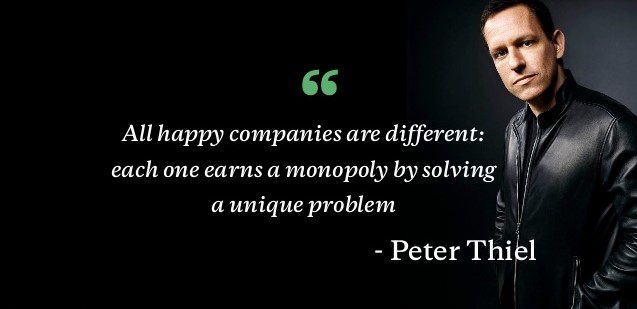 “
All happy companies are different:
each one earns a monopoly by solving
a unique problem
- Peter Thiel